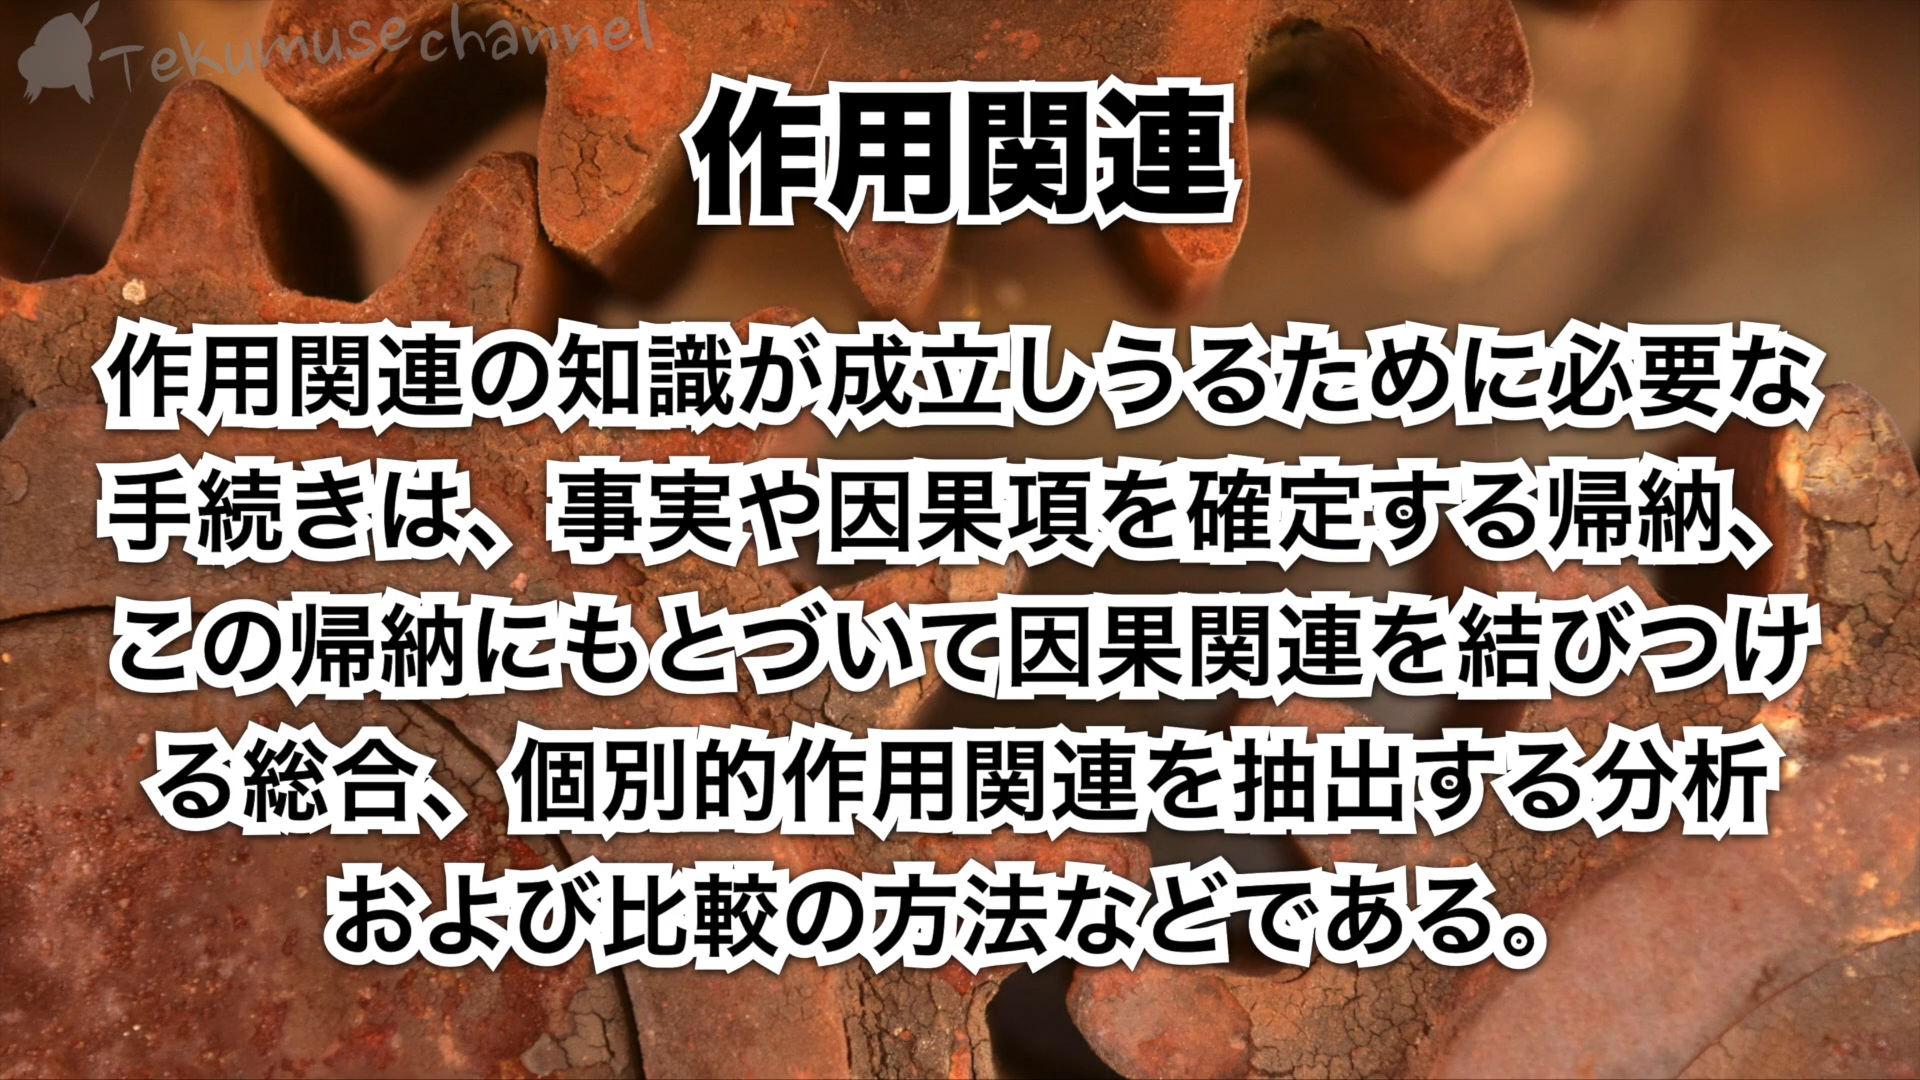 Tekumuse channel
作用関連
作用関連の知識が成立しうるために必要な
手続きは、事実や因果項を確定する帰納、
この帰納にもとづいて因果関連を結びつけ
る総合、個別的作用関連を抽出する分析
および比較の方法などである。